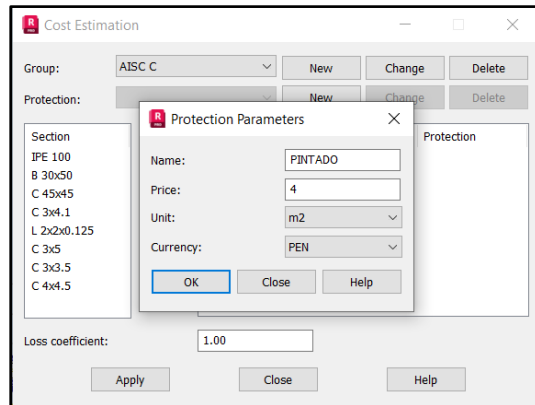 Cost Estimation
Group: AISC C New Change Delete
Protection: New Change Delete
Section Protection
IPE 100
B 30x50
C 45x45
C 3x4.1
L 2x2x0.125
C 3x5
C 3x3.5
C 4x4.5
Protection Parameters
Name: PINTADO
Price: 4
Unit: m2
Currency: PEN
OK Close Help
Loss coefficient: 1.00
Apply Close Help